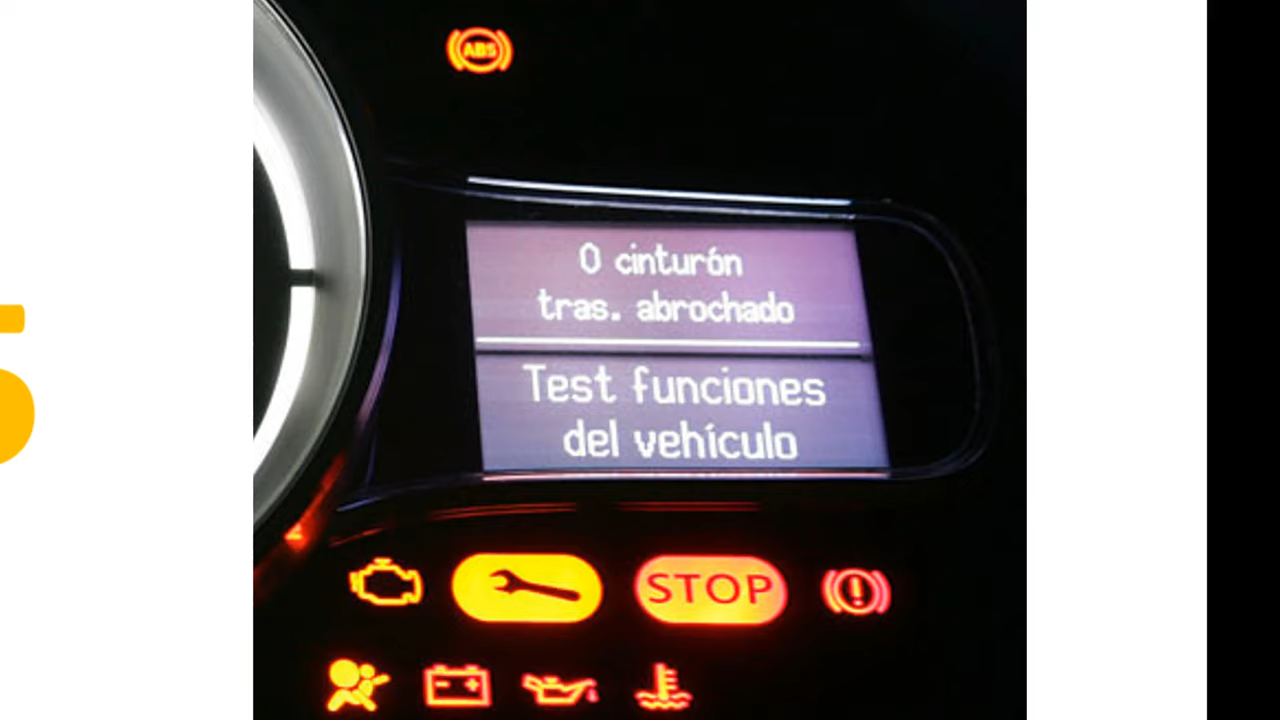 ABS
0 cinturón
tras. abrochado
Test funciones
del vehículo
STOP